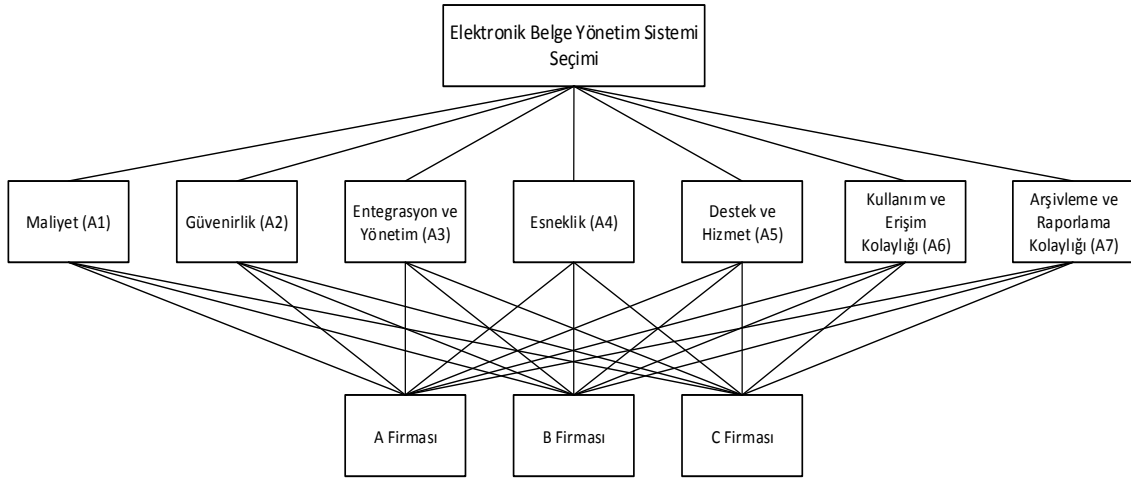 Elektronik Belge Yönetim Sistemi
Seçimi
Maliyet (A1)
Güvenirlik (A2)
Entegrasyon ve
Yönetim (A3)
Esneklik (A4)
Destek ve
Hizmet (A5)
Kullanım ve
Erişim
Kolaylığı (A6)
Arşivleme ve
Raporlama
Kolaylığı (A7)
A Firması
B Firması
C Firması